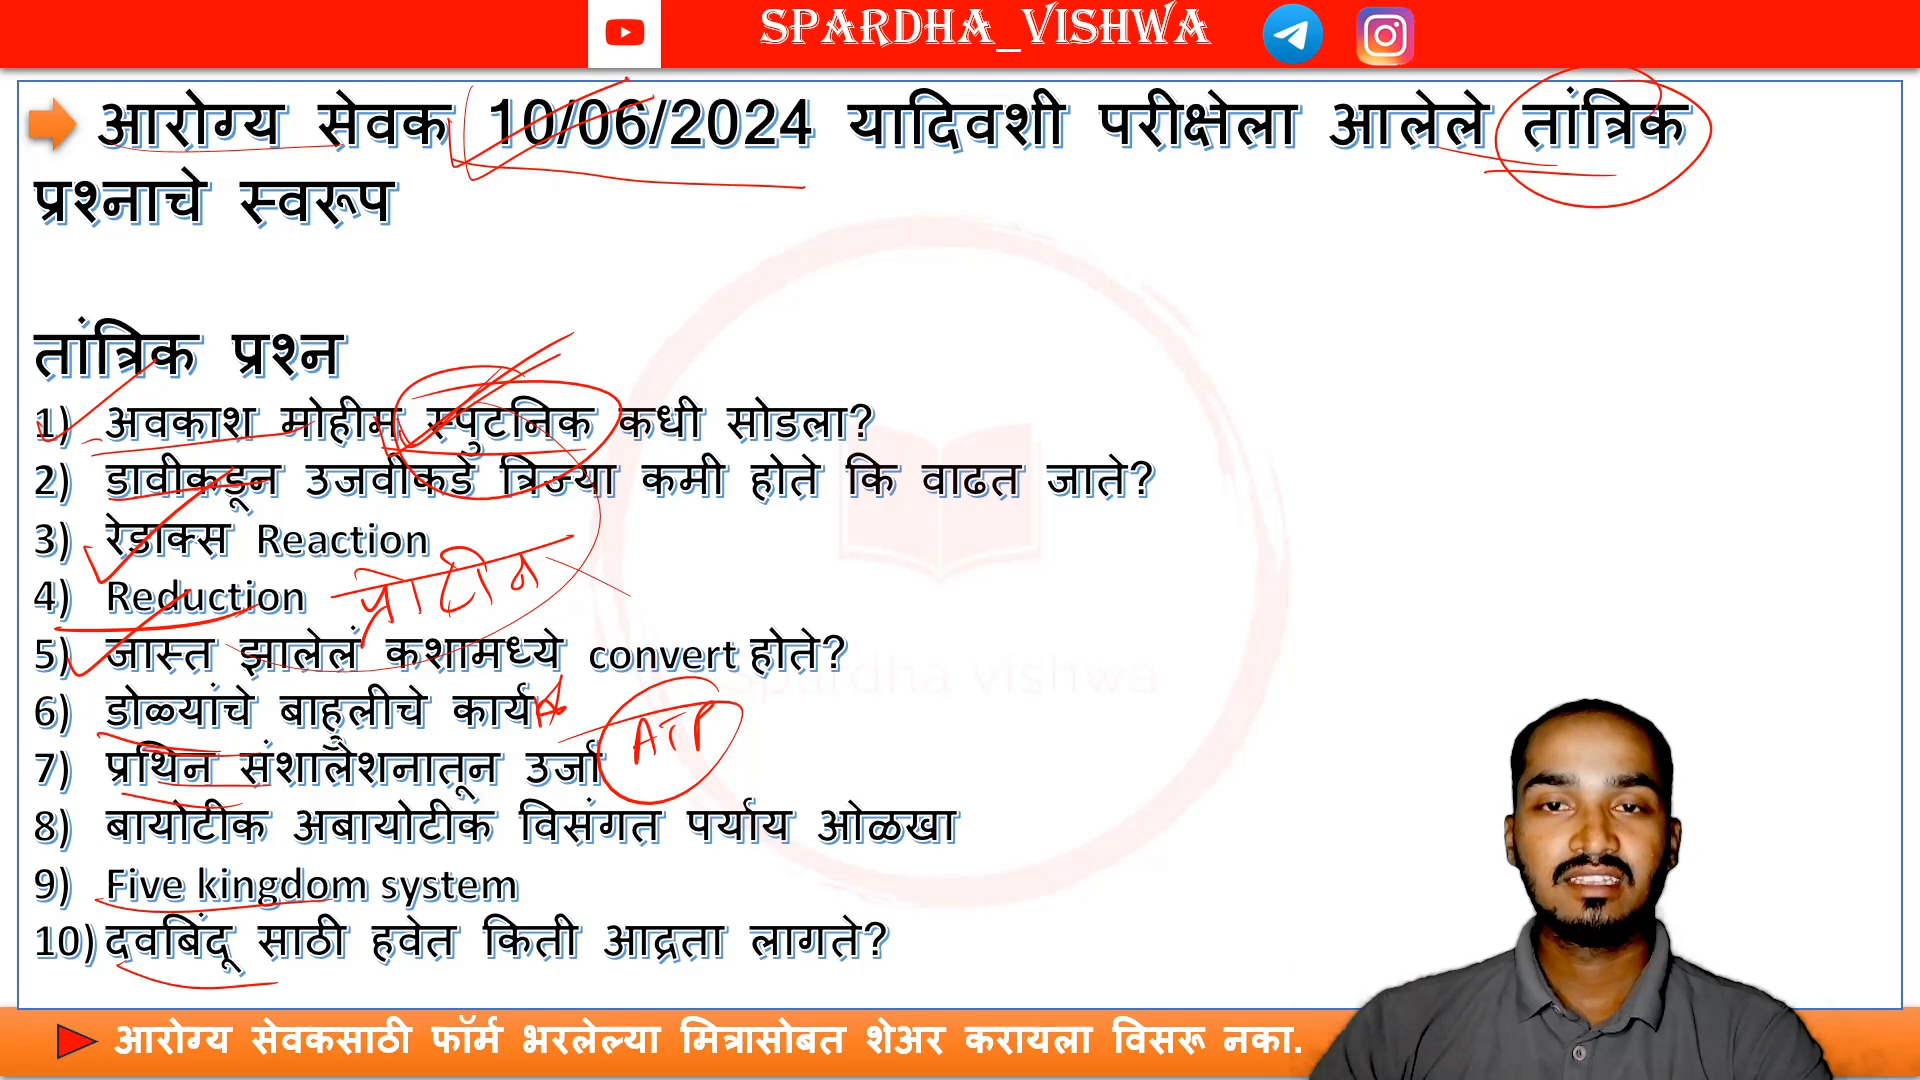 SPARDHA_VISHWA
आरोग्य सेवक 10/06/2024 यादिवशी परीक्षेला आलेले तांत्रिक
प्रश्नाचे स्वरूप
तांत्रिक प्रश्न
1) अवकाश मोहीम स्पुटनिक कधी सोडला?
2) डावीकडून उजवीकडे त्रिज्या कमी होते कि वाढत जाते?
3) रेडाक्स Reaction
4) Reduction
प्रोटीन
5) जास्त झालेलं कशामध्ये convert होते?
spardha vishwa
6) डोळ्यांचे बाहुलीचे कार्य
ATP
7) प्रथिन संशालेशनातून उर्जा
8) बायोटीक अबायोटीक विसंगत पर्याय ओळखा
9) Five kingdom system
10) दवबिंदू साठी हवेत किती आद्रता लागते?
आरोग्य सेवकसाठी फॉर्म भरलेल्या मित्रासोबत शेअर करायला विसरू नका.